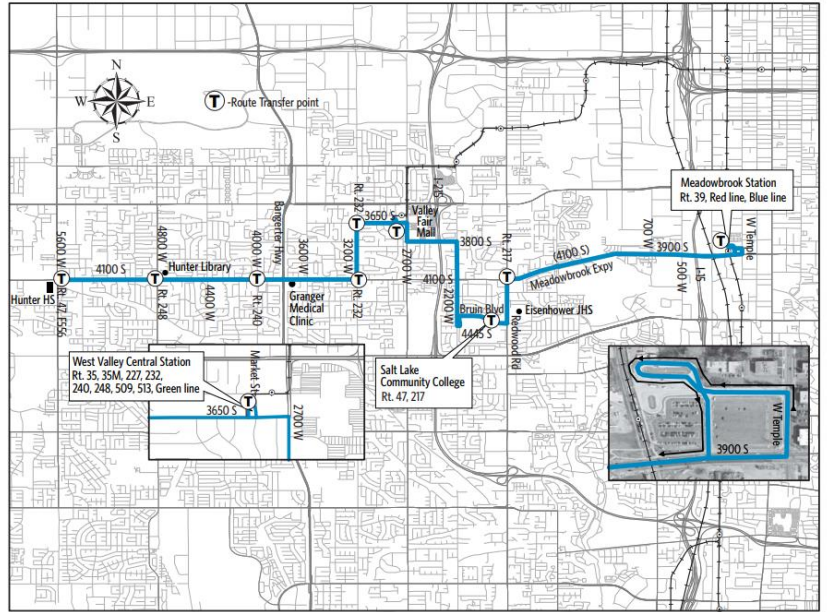 N
W
E
S
T -Route Transfer point
Meadowbrook Station
Rt. 39, Red line, Blue line
T
W Temple
I-215
Rt. 232
3650 S
Valley
Fair
Mall
T
T
3800 S
Rt. 217
(4100 S)
Meadowbrook Expy
700 W
3900 S
500 W
I-15
5600 W
4100 S
4800 W
Hunter Library
4000 W
Bangerter Hwy
3600 W
3200 W
2700 W
4100 S
2200 W
T
T
T
T
T
Hunter HS
Rt. 47, F556
Rt. 248
4400 W
Rt. 240
Granger
Medical
Clinic
Rt. 232
Bruin Blvd
T
4445 S
Redwood Rd
Eisenhower JHS
West Valley Central Station
Rt. 35, 35M, 227, 232,
240, 248, 509, 513, Green line
Market St.
T
3650 S
2700 W
Salt Lake
Community College
Rt. 47, 217
W Temple
3900 S